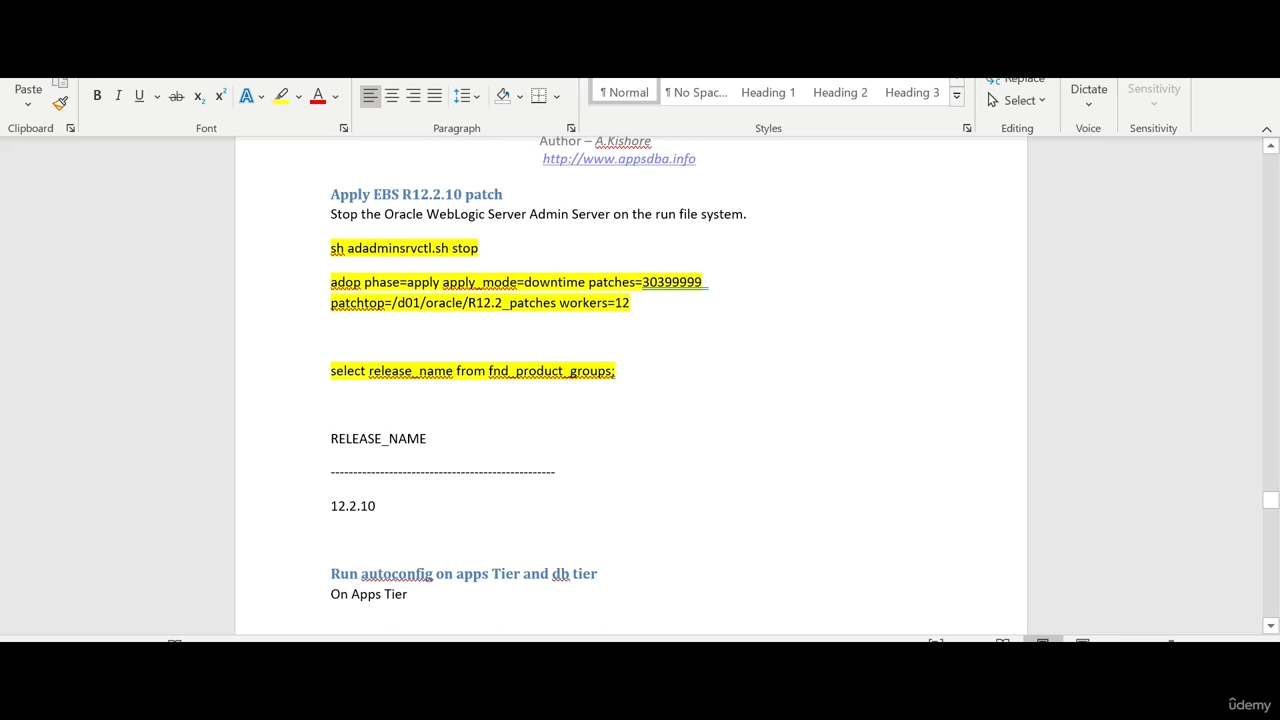 Replace
Paste
B I U ab x₂ x² A A
¶ Normal ¶ No Spac... Heading 1 Heading 2 Heading 3
Select
Dictate
Sensitivity
Clipboard Font Paragraph Styles Editing Voice Sensitivity
Author – A.Kishore
http://www.appsdba.info
Apply EBS R12.2.10 patch
Stop the Oracle WebLogic Server Admin Server on the run file system.
sh adadminsrvctl.sh stop
adop phase=apply apply_mode=downtime patches=30399999
patchtop=/d01/oracle/R12.2_patches workers=12
select release_name from fnd_product_groups;
RELEASE_NAME
--------------------------------------------------
12.2.10
Run autoconfig on apps Tier and db tier
On Apps Tier
ûdemy